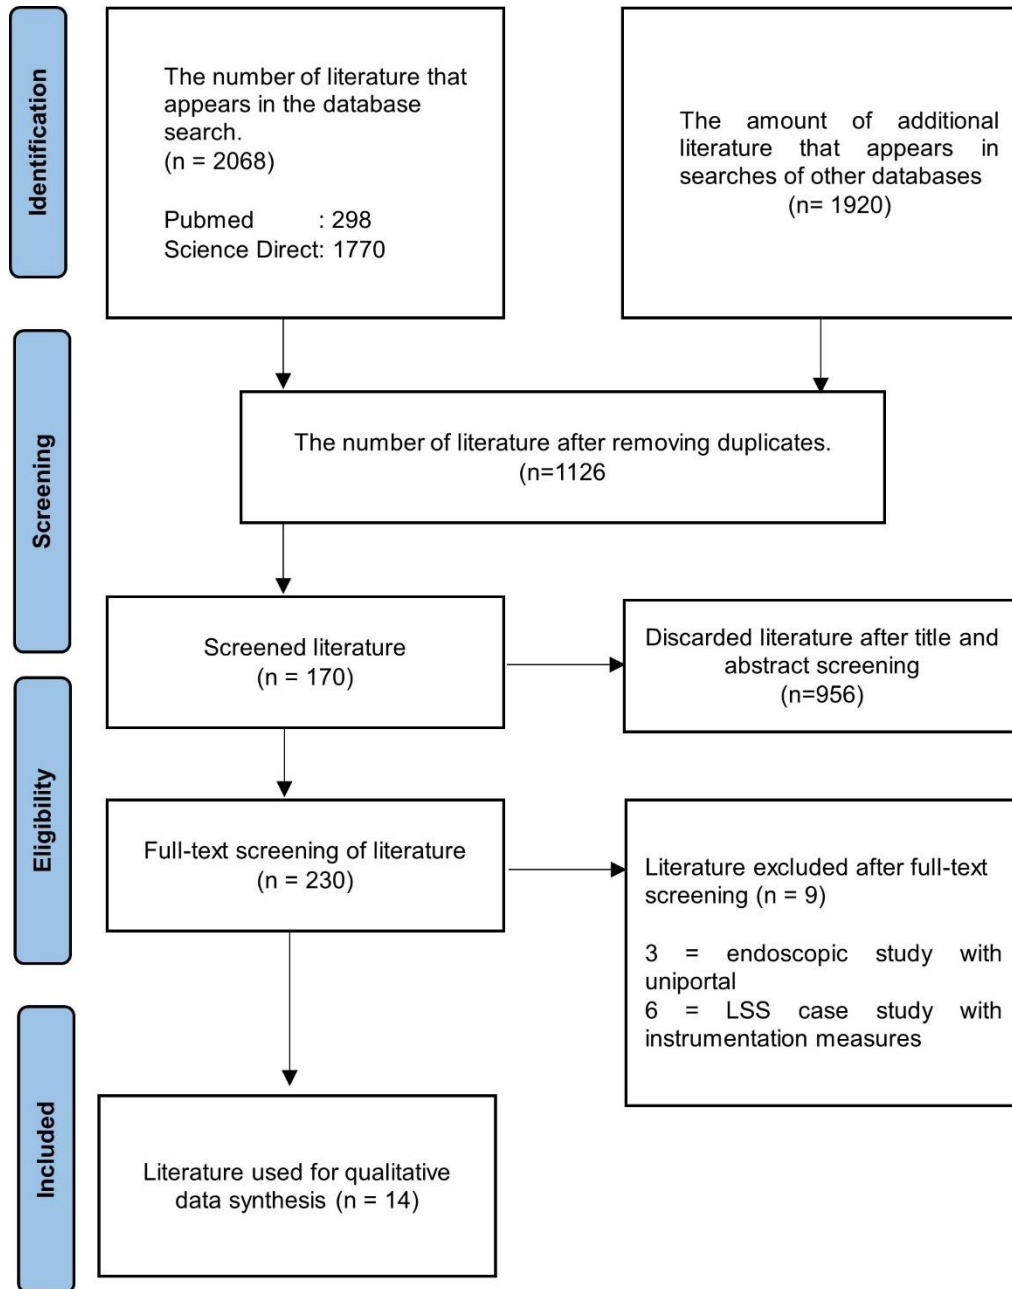 Identification
The number of literature that
appears in the database
search.
(n = 2068)
Pubmed : 298
Science Direct: 1770
The amount of additional
literature that appears in
searches of other databases
(n= 1920)
Screening
The number of literature after removing duplicates.
(n=1126
Screened literature
(n = 170)
Discarded literature after title and
abstract screening
(n=956)
Eligibility
Full-text screening of literature
(n = 230)
Literature excluded after full-text
screening (n = 9)
3 = endoscopic study with
uniportal
6 = LSS case study with
instrumentation measures
Included
Literature used for qualitative
data synthesis (n = 14)